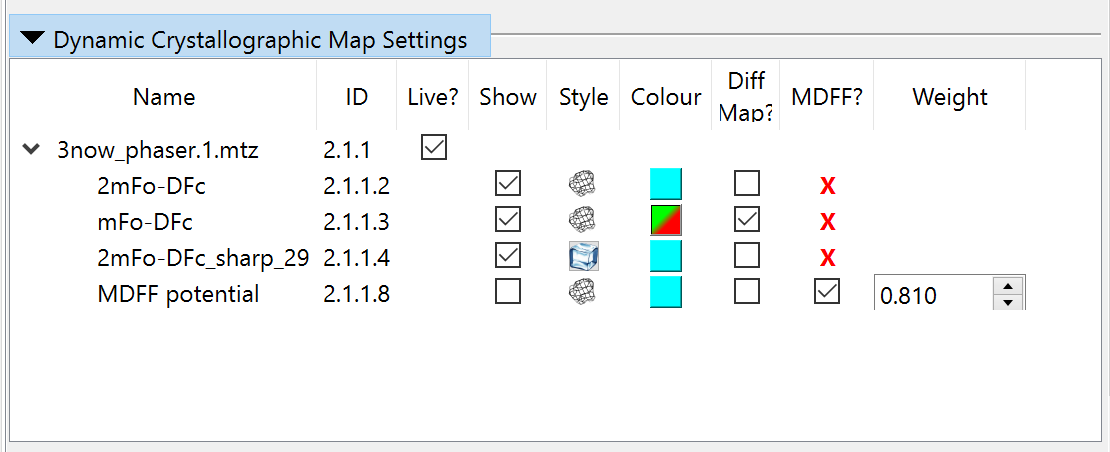 Dynamic Crystallographic Map Settings
Name ID Live? Show Style Colour Diff Map? MDFF? Weight
3now_phaser.1.mtz 2.1.1
2mFo-DFc 2.1.1.2 X
mFo-DFc 2.1.1.3 X
2mFo-DFc_sharp_29 2.1.1.4 X
MDFF potential 2.1.1.8 0.810